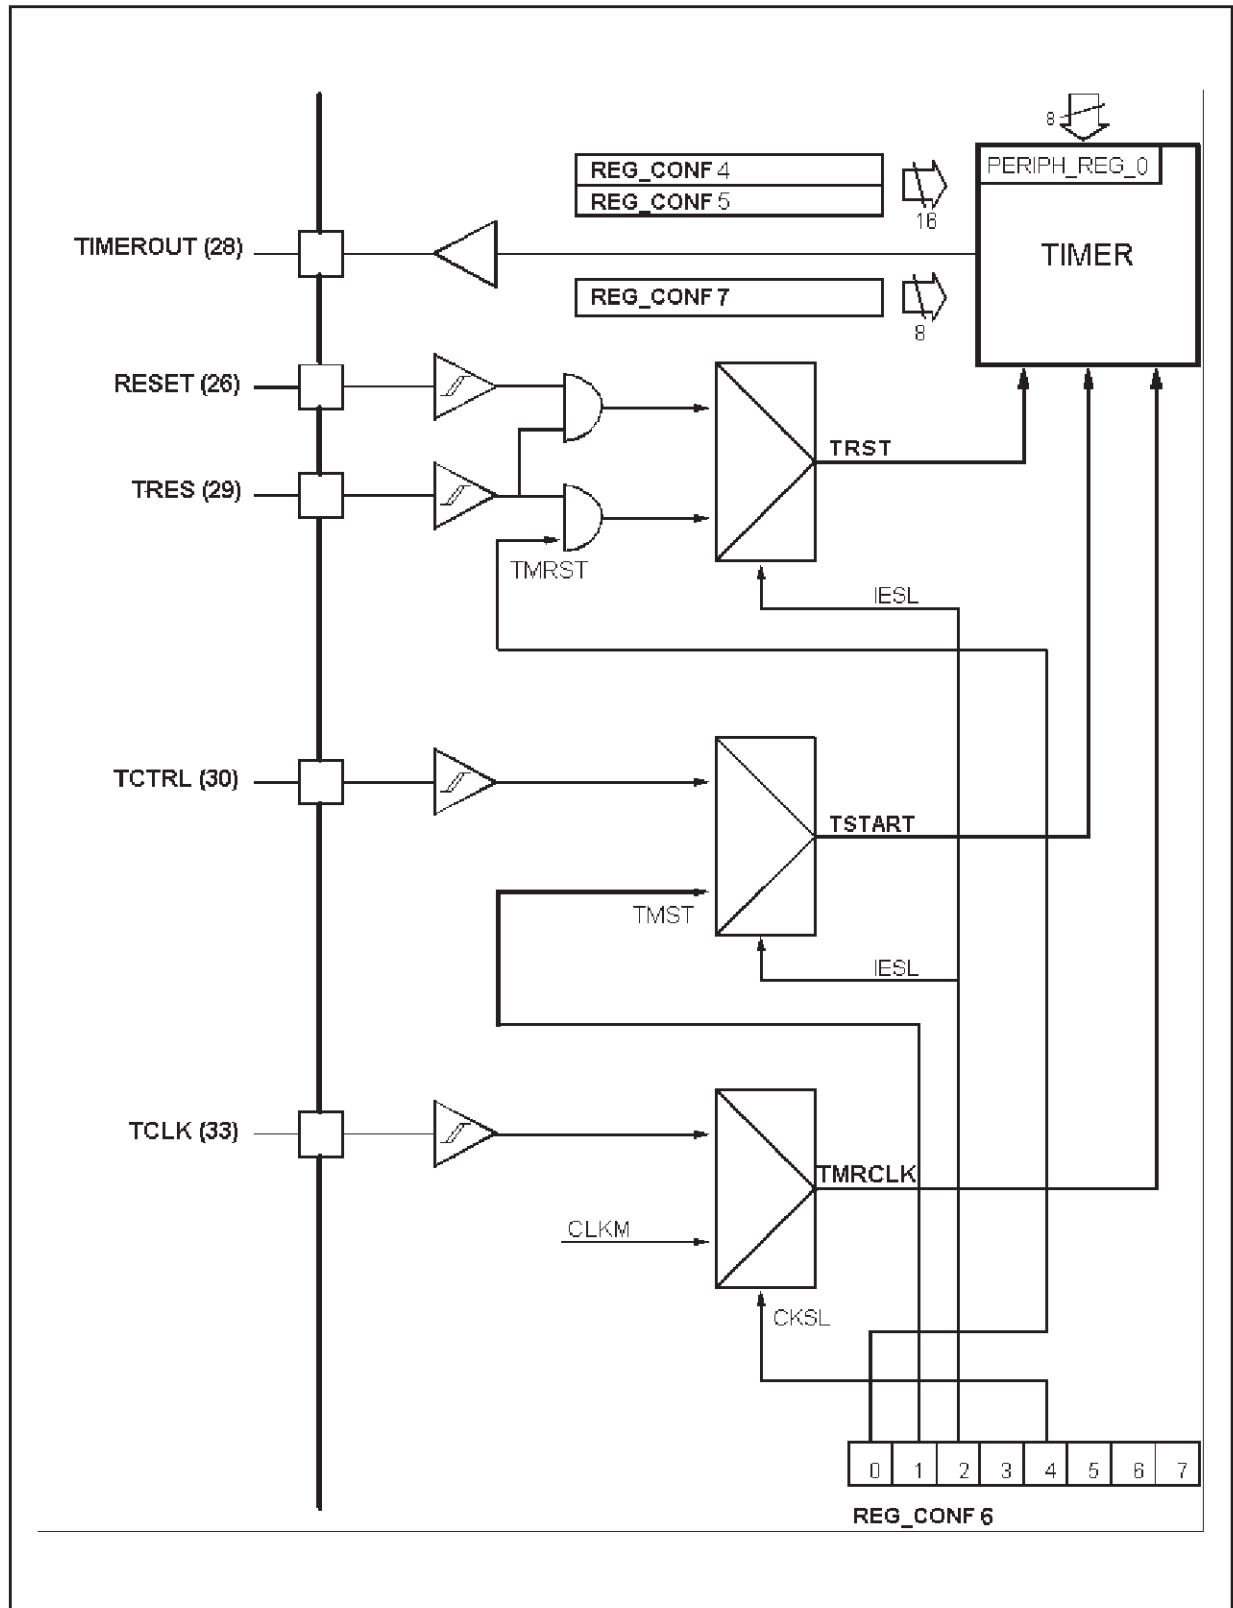 8
PERIPH_REG_0
REG_CONF 4
REG_CONF 5
16
TIMEROUT (28)
TIMER
REG_CONF 7
8
RESET (26)
TRST
TRES (29)
TMRST
IESL
TCTRL (30)
TSTART
TMST
IESL
TCLK (33)
TMRCLK
CLKM
CKSL
0 1 2 3 4 5 6 7
REG_CONF 6